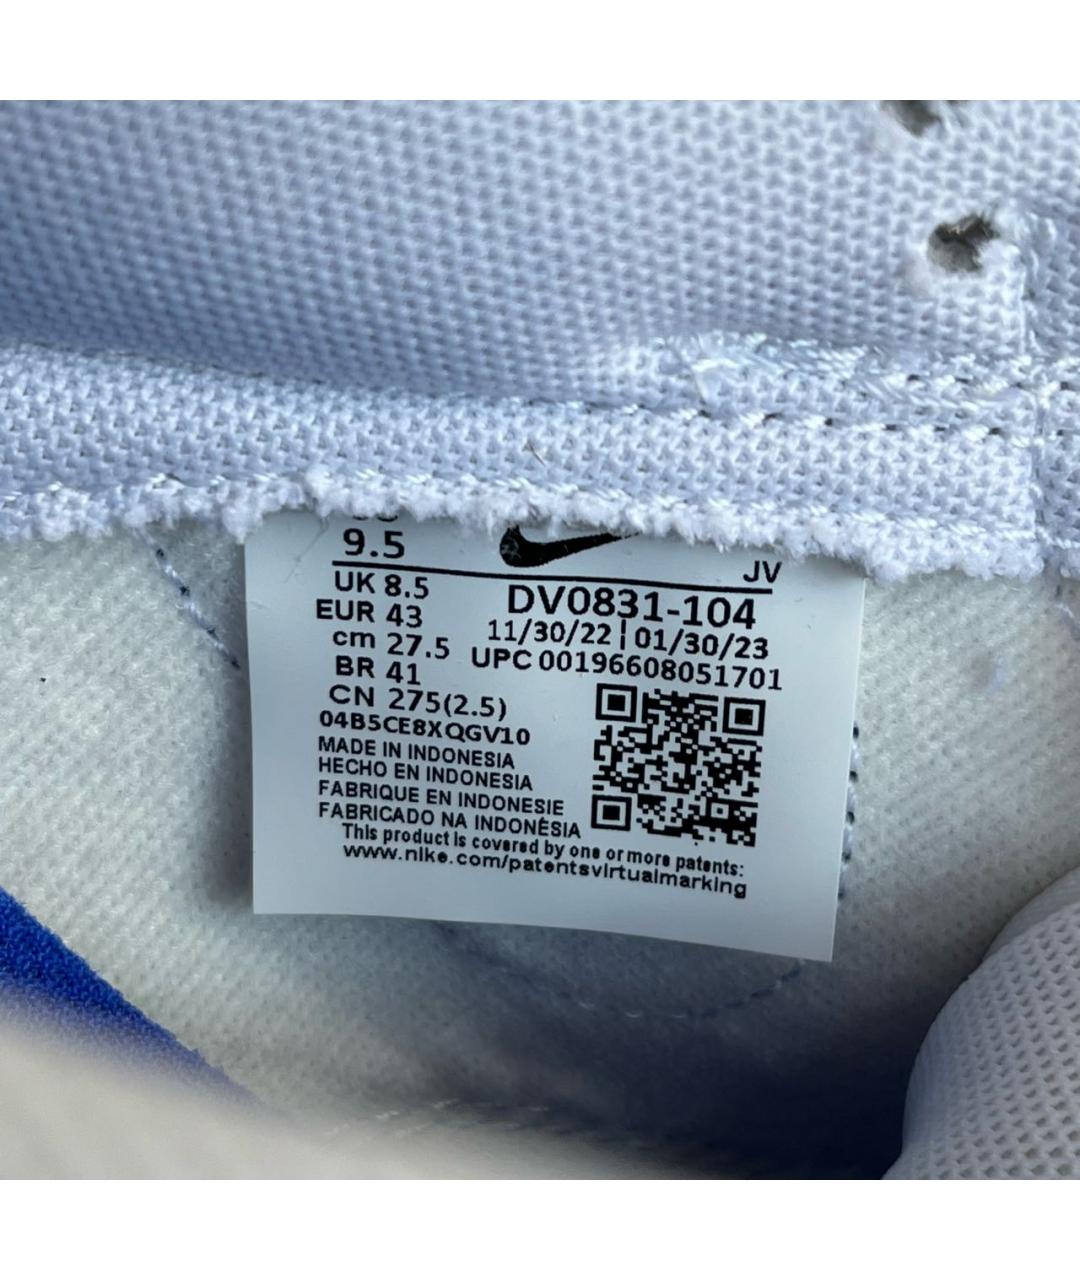 9.5
JV
UK 8.5
EUR 43
cm 27.5
BR 41
CN 275(2.5)
DV0831-104
11/30/22 | 01/30/23
UPC 00196608051701
04B5CE8XQGV10
MADE IN INDONESIA
HECHO EN INDONESIA
FABRIQUE EN INDONESIE
FABRICADO NA INDONÉSIA
This product is covered by one or more patents:
www.nike.com/patentsvirtualmarking